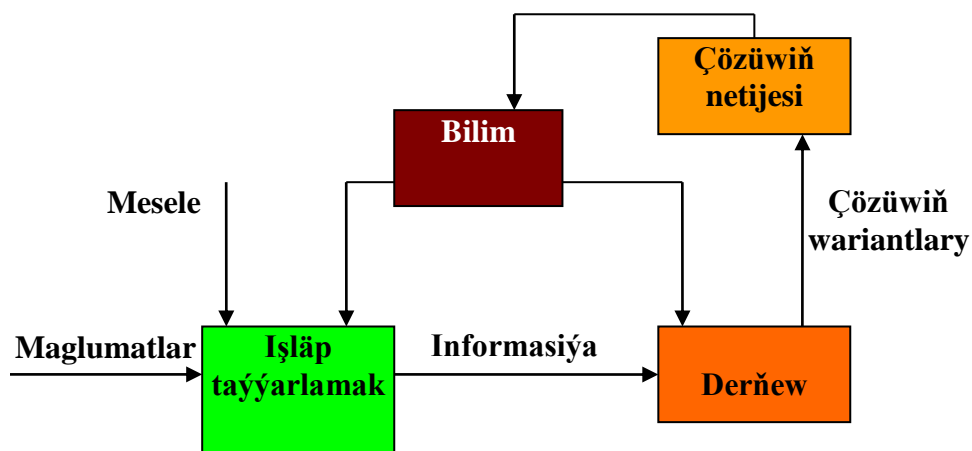 Çözüwiň
netijesi
Bilim
Mesele
Çözüwiň
wariantlary
Maglumatlar
Işläp
taýýarlamak
Informasiýa
Derňew